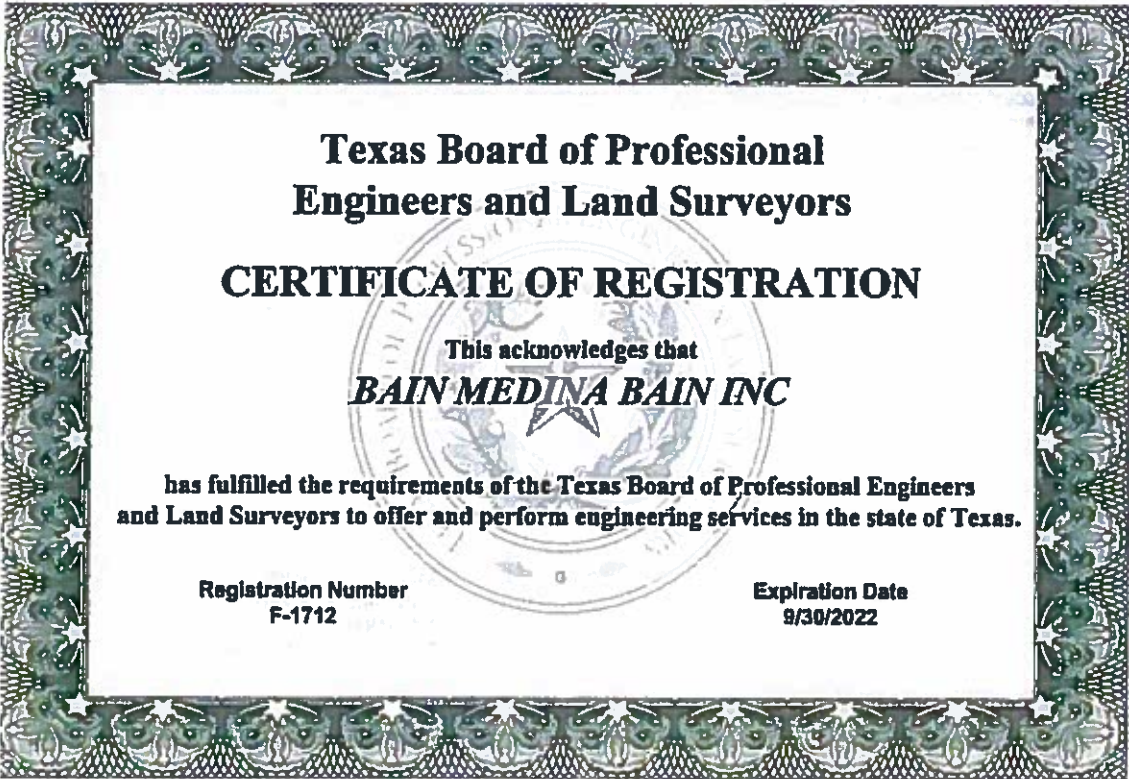 Texas Board of Professional
Engineers and Land Surveyors
CERTIFICATE OF REGISTRATION
This acknowledges that
BAIN MEDINA BAIN INC
has fulfilled the requirements of the Texas Board of Professional Engineers
and Land Surveyors to offer and perform engineering services in the state of Texas.
Registration Number
F-1712
Expiration Date
9/30/2022